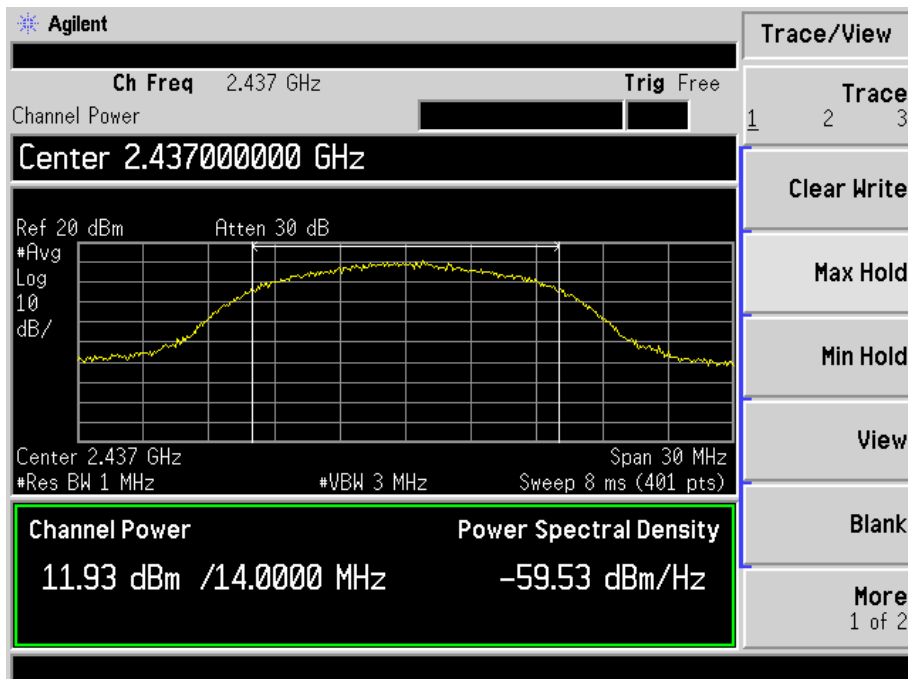 Agilent
Ch Freq 2.437 GHz Trig Free
Channel Power
Center 2.437000000 GHz
Ref 20 dBm Atten 30 dB
#Avg
Log
10
dB/
Center 2.437 GHz Span 30 MHz
#Res BW 1 MHz #VBW 3 MHz Sweep 8 ms (401 pts)
Channel Power Power Spectral Density
11.93 dBm /14.0000 MHz -59.53 dBm/Hz
Trace/View
Trace
1 2 3
Clear Write
Max Hold
Min Hold
View
Blank
More
1 of 2